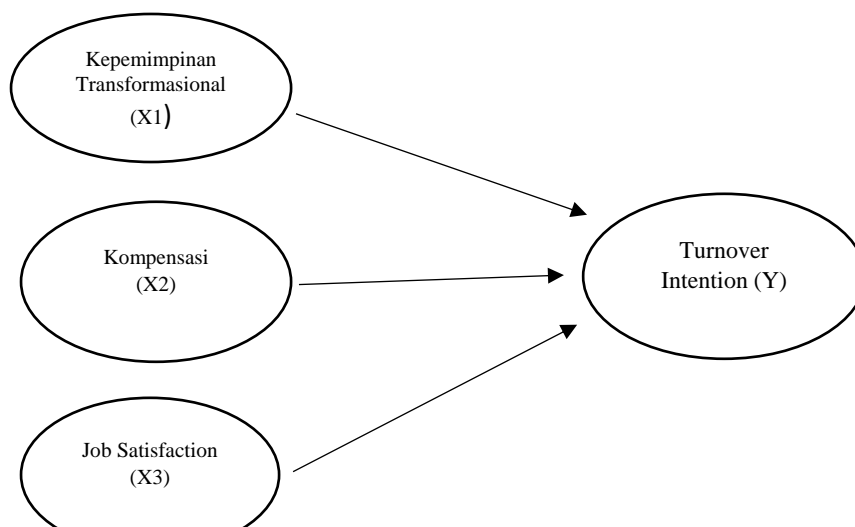 Kepemimpinan
Transformasional
(X1)
Kompensasi
(X2)
Turnover
Intention (Y)
Job Satisfaction
(X3)